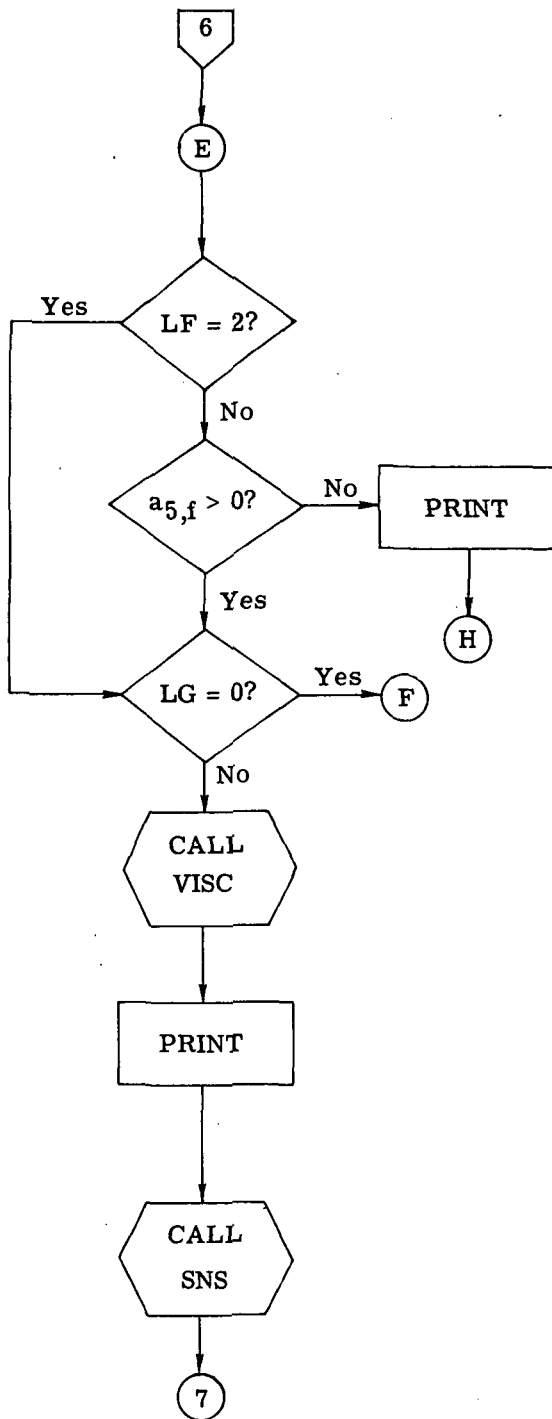 6
E
Yes
LF = 2?
No
a5,f > 0?
No
PRINT
Yes
H
LG = 0?
Yes
F
No
CALL
VISC
PRINT
CALL
SNS
7